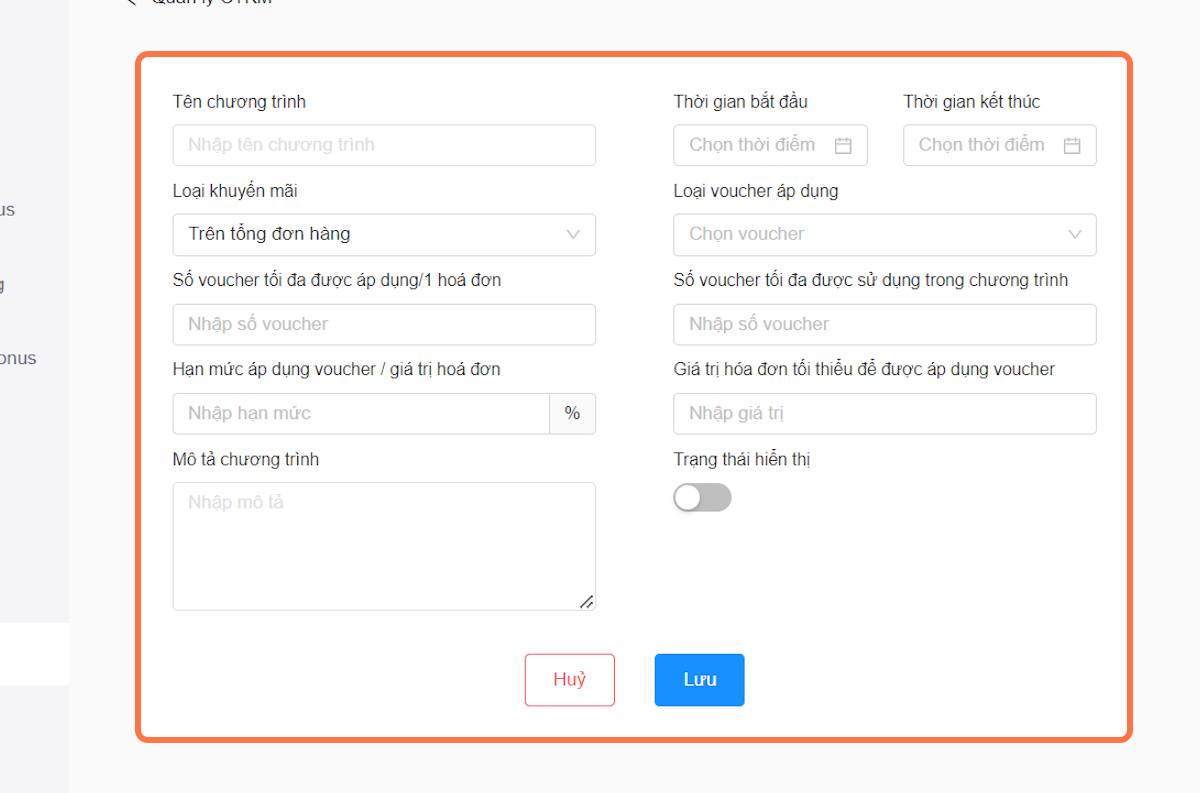 Quản lý CTKM
us
g
onus
Tên chương trình
Nhập tên chương trình
Thời gian bắt đầu
Thời gian kết thúc
Chọn thời điểm
Chọn thời điểm
Loại khuyến mãi
Loại voucher áp dụng
Trên tổng đơn hàng
Chọn voucher
Số voucher tối đa được áp dụng/1 hoá đơn
Số voucher tối đa được sử dụng trong chương trình
Nhập số voucher
Nhập số voucher
Hạn mức áp dụng voucher / giá trị hoá đơn
Giá trị hóa đơn tối thiểu để được áp dụng voucher
Nhập hạn mức
%
Nhập giá trị
Mô tả chương trình
Trạng thái hiển thị
Nhập mô tả
Huỷ
Lưu